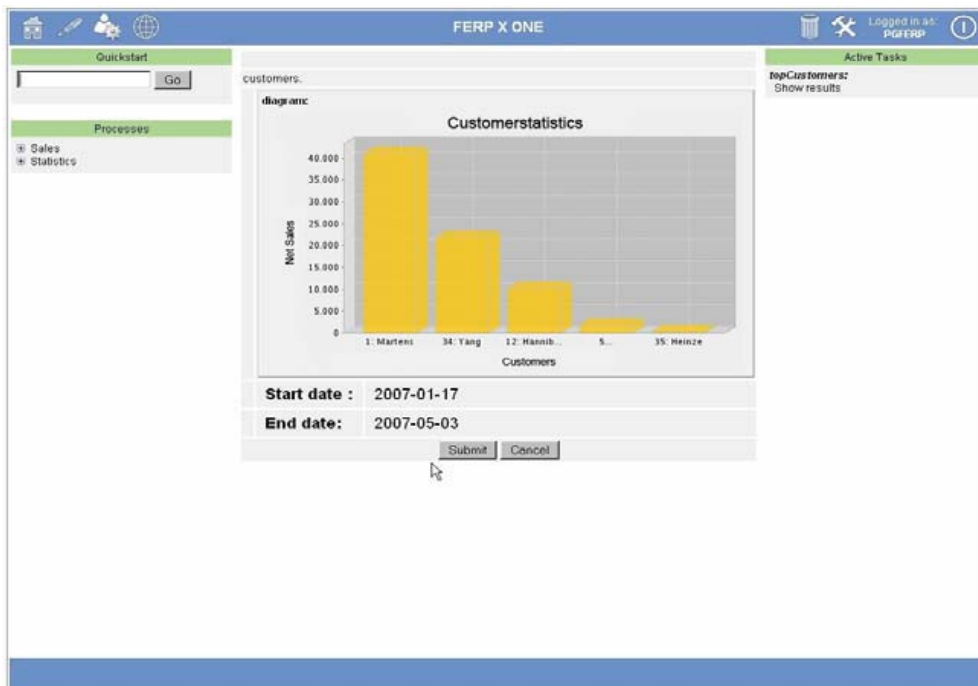 FERP X ONE
Logged in as:
PGFERP
Quickstart
Go
Processes
Sales
Statistics
customers.
diagram:
Customerstatistics
Net Sales
40.000
35.000
30.000
25.000
20.000
15.000
10.000
5.000
0
1: Martens
34: Yang
12: Hannib...
5...
35: Heinze
Customers
Start date : 2007-01-17
End date: 2007-05-03
Submit Cancel
Active Tasks
topCustomers:
Show results